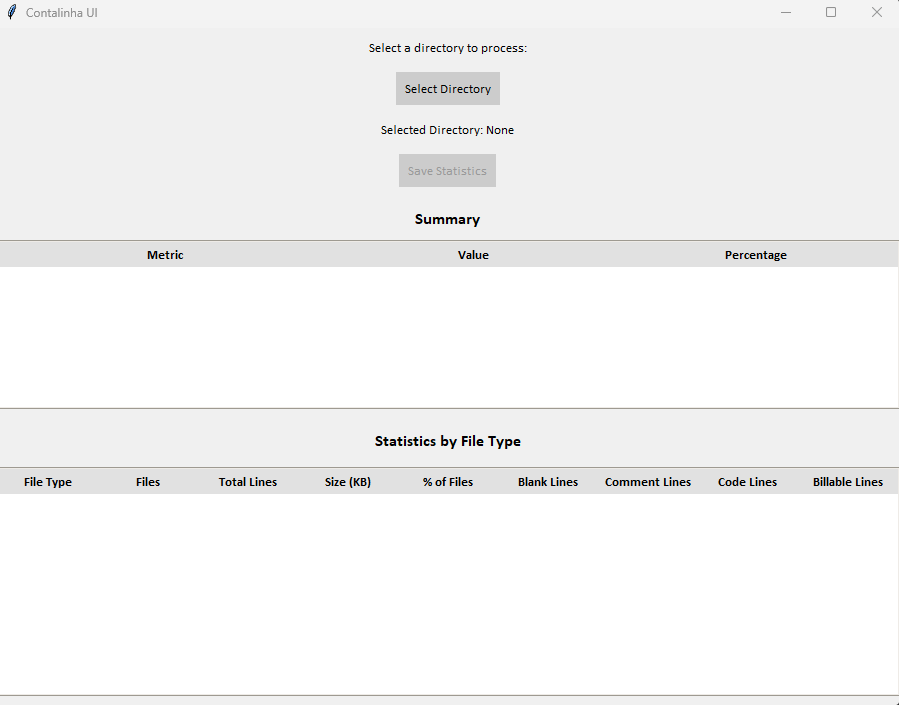 Contalinha UI
Select a directory to process:
Select Directory
Selected Directory: None
Save Statistics
Summary
Metric Value Percentage
Statistics by File Type
File Type Files Total Lines Size (KB) % of Files Blank Lines Comment Lines Code Lines Billable Lines